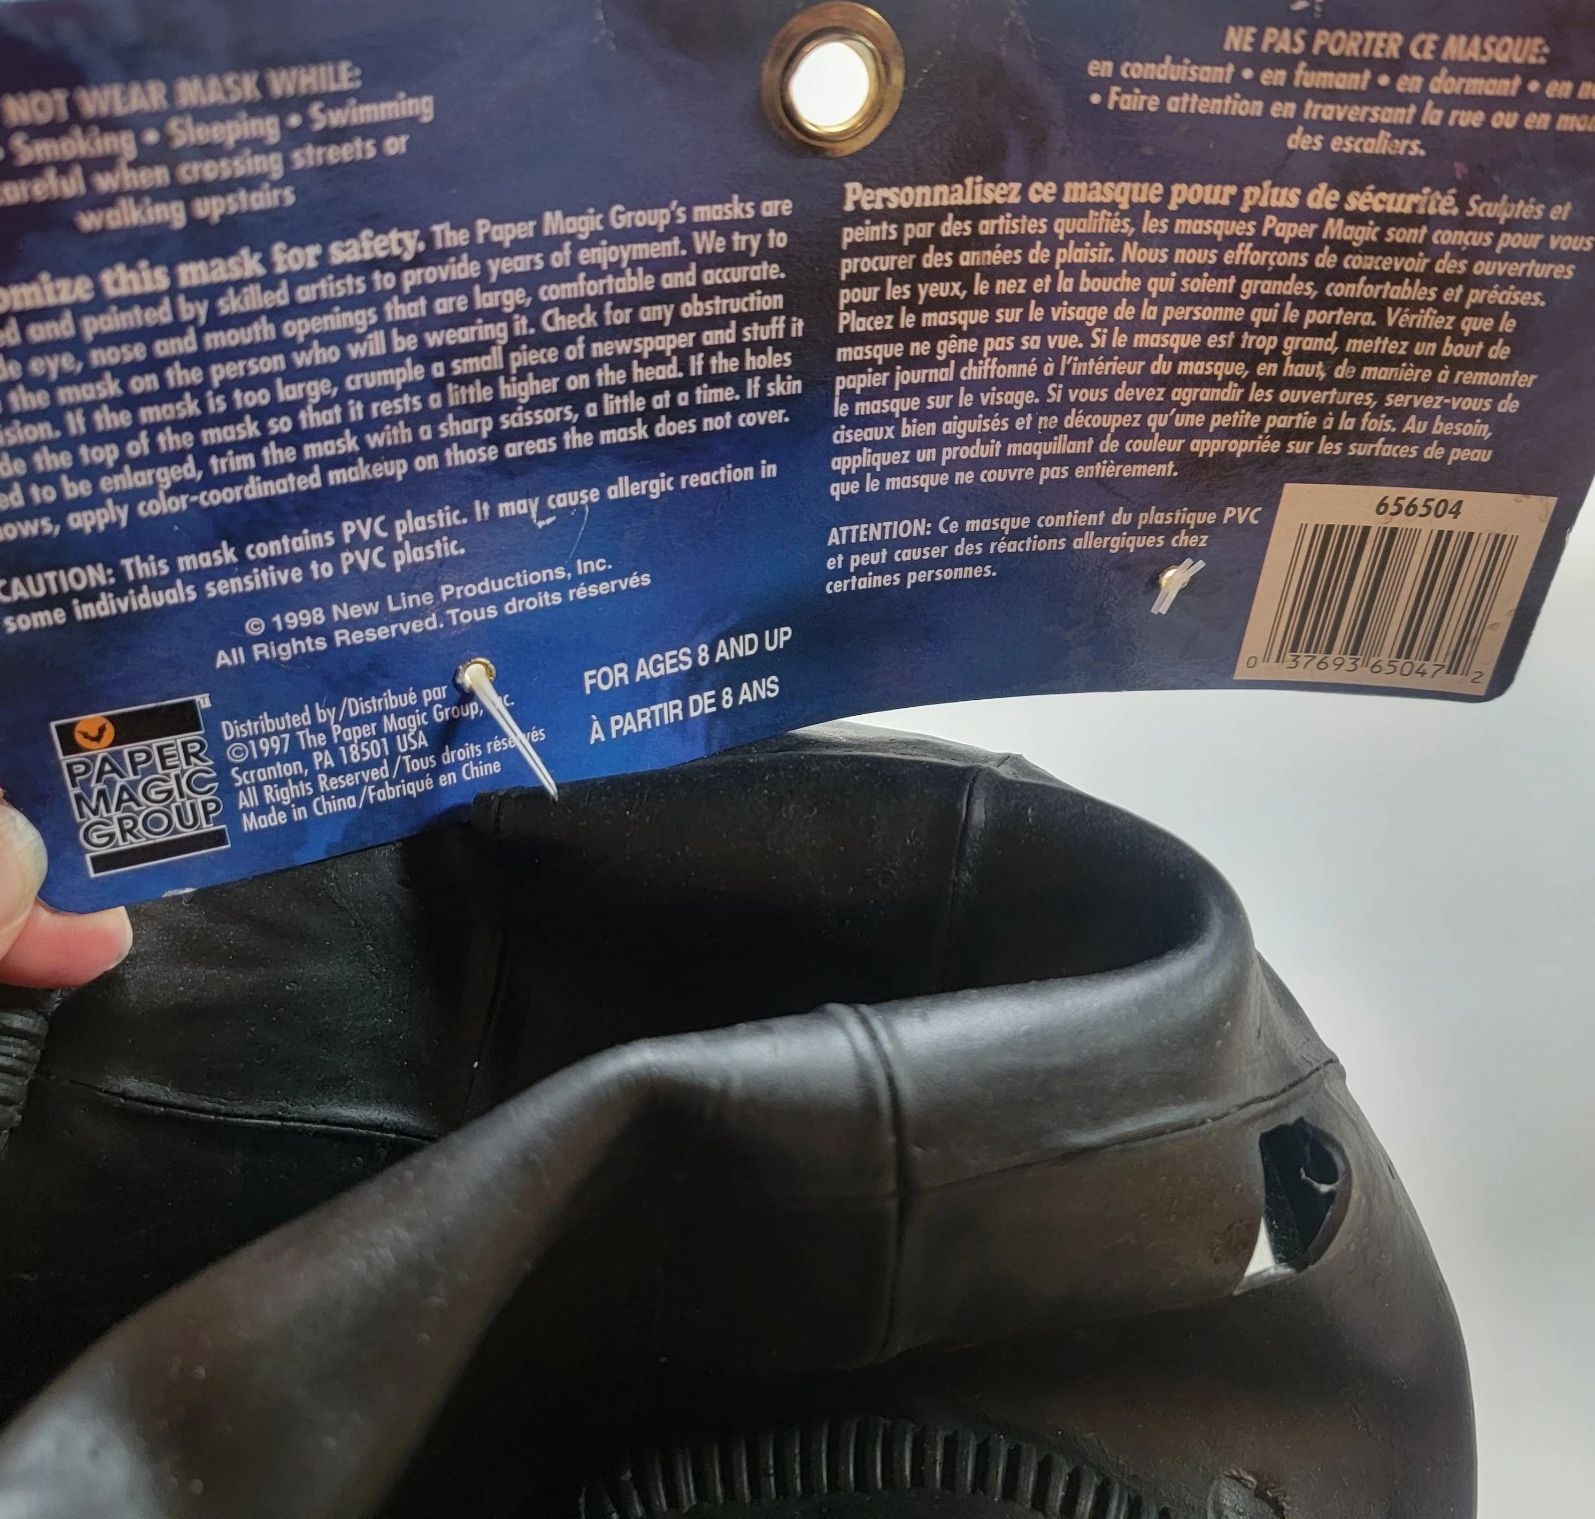 NOT WEAR MASK WHILE:
• Smoking • Sleeping • Swimming
when crossing streets or
walking upstairs
this mask for safety. The Paper Magic Group's masks are
and painted by skilled artists to provide years of enjoyment. We try to
eye, nose and mouth openings that are large, comfortable and accurate.
the mask on the person who will be wearing it. Check for any obstruction
If the mask is too large, crumple a small piece of newspaper and stuff it
the top of the mask so that it rests a little higher on the head. If the holes
to be enlarged, trim the mask with a sharp scissors, a little at a time. If skin
apply color-coordinated makeup on those areas the mask does not cover.
CAUTION: This mask contains PVC plastic. It may cause allergic reaction in
some individuals sensitive to PVC plastic.
© 1998 New Line Productions, Inc.
All Rights Reserved. Tous droits réservés
PAPER
MAGIC
GROUP
Distributed by/Distribué par
©1997 The Paper Magic Group,
Scranton, PA 18501 USA
All Rights Reserved/Tous droits réservés
Made in China/Fabriqué en Chine
FOR AGES 8 AND UP
À PARTIR DE 8 ANS
NE PAS PORTER CE MASQUE:
en conduisant • en fumant • en dormant • en
• Faire attention en traversant la rue ou en
des escaliers.
Personnalisez ce masque pour plus de sécurité. Sculptés et
peints par des artistes qualifiés, les masques Paper Magic sont conçus pour vous
procurer des années de plaisir. Nous nous efforçons de concevoir des ouvertures
pour les yeux, le nez et la bouche qui soient grandes, confortables et précises.
Placez le masque sur le visage de la personne qui le portera. Vérifiez que le
masque ne gêne pas sa vue. Si le masque est trop grand, mettez un bout de
papier journal chiffonné à l'intérieur du masque, en haut, de manière à remonter
le masque sur le visage. Si vous devez agrandir les ouvertures, servez-vous de
ciseaux bien aiguisés et ne découpez qu'une petite partie à la fois. Au besoin,
appliquez un produit maquillant de couleur appropriée sur les surfaces de peau
que le masque ne couvre pas entièrement.
ATTENTION: Ce masque contient du plastique PVC
et peut causer des réactions allergiques chez
certaines personnes.
656504
0 37693 65047 2